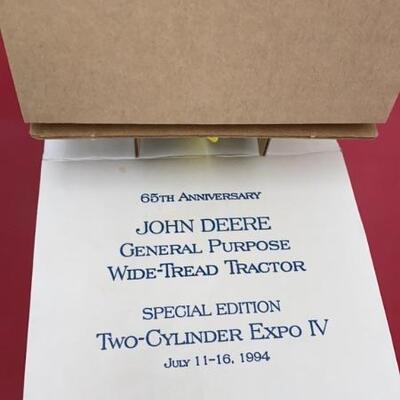 65th Anniversary
JOHN DEERE
General Purpose
Wide-Tread Tractor
SPECIAL EDITION
Two-Cylinder Expo IV
July 11-16, 1994